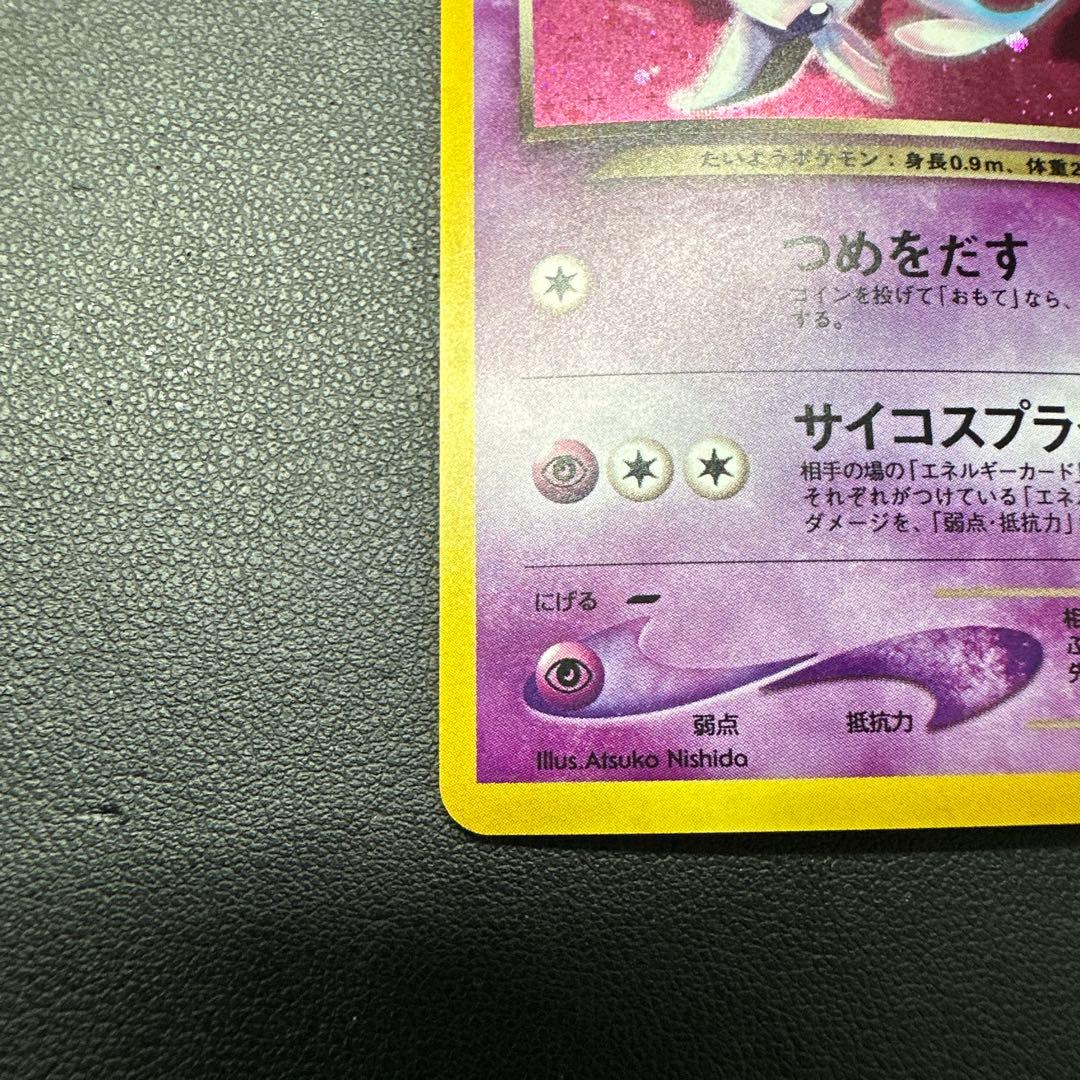 たいようポケモン：身長0.9m、体重2
つめをだす
コインを投げて「おもて」なら、
する。
サイコスプラ
相手の場の「エネルギーカード
それぞれがつけている「エネ
ダメージを、「弱点・抵抗力」
にげる
弱点
抵抗力
Illus.Atsuko Nishida